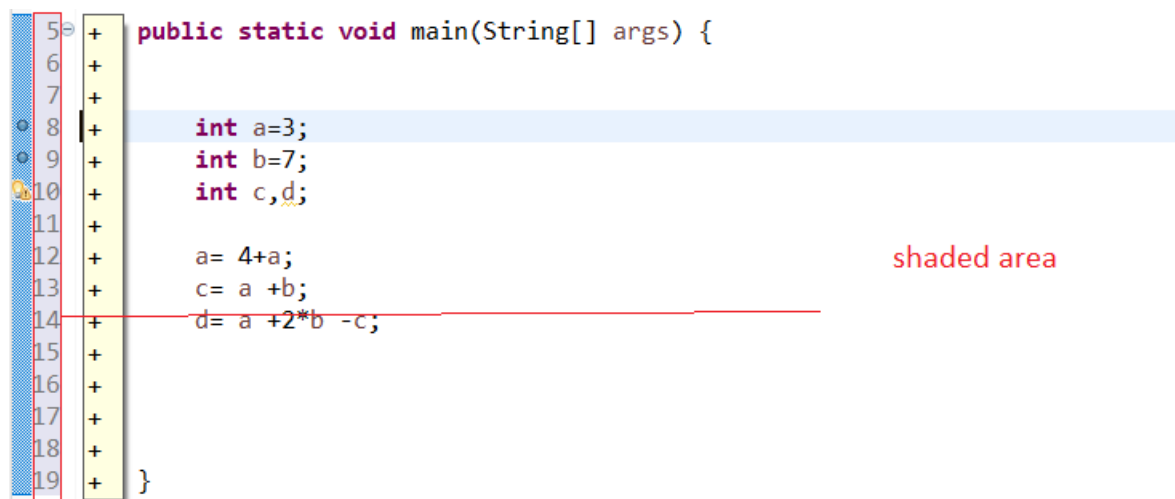 5 + public static void main(String[] args) {
6 +
7 +
8 + int a=3;
9 + int b=7;
10 + int c,d;
11 +
12 + a= 4+a;
shaded area
13 + c= a +b;
14 + d= a +2*b -c;
15 +
16 +
17 +
18 +
19 + }